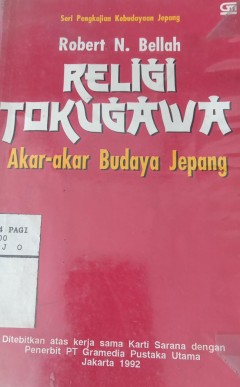 Seri Pengkajian Kebudayaan Jepang
Robert N. Bellah
RELIGI
TOKUGAWA
Akar-akar Budaya Jepang
PAGI
J O
Ditebitkan atas kerja sama Karti Sarana dengan
Penerbit PT Gramedia Pustaka Utama
Jakarta 1992